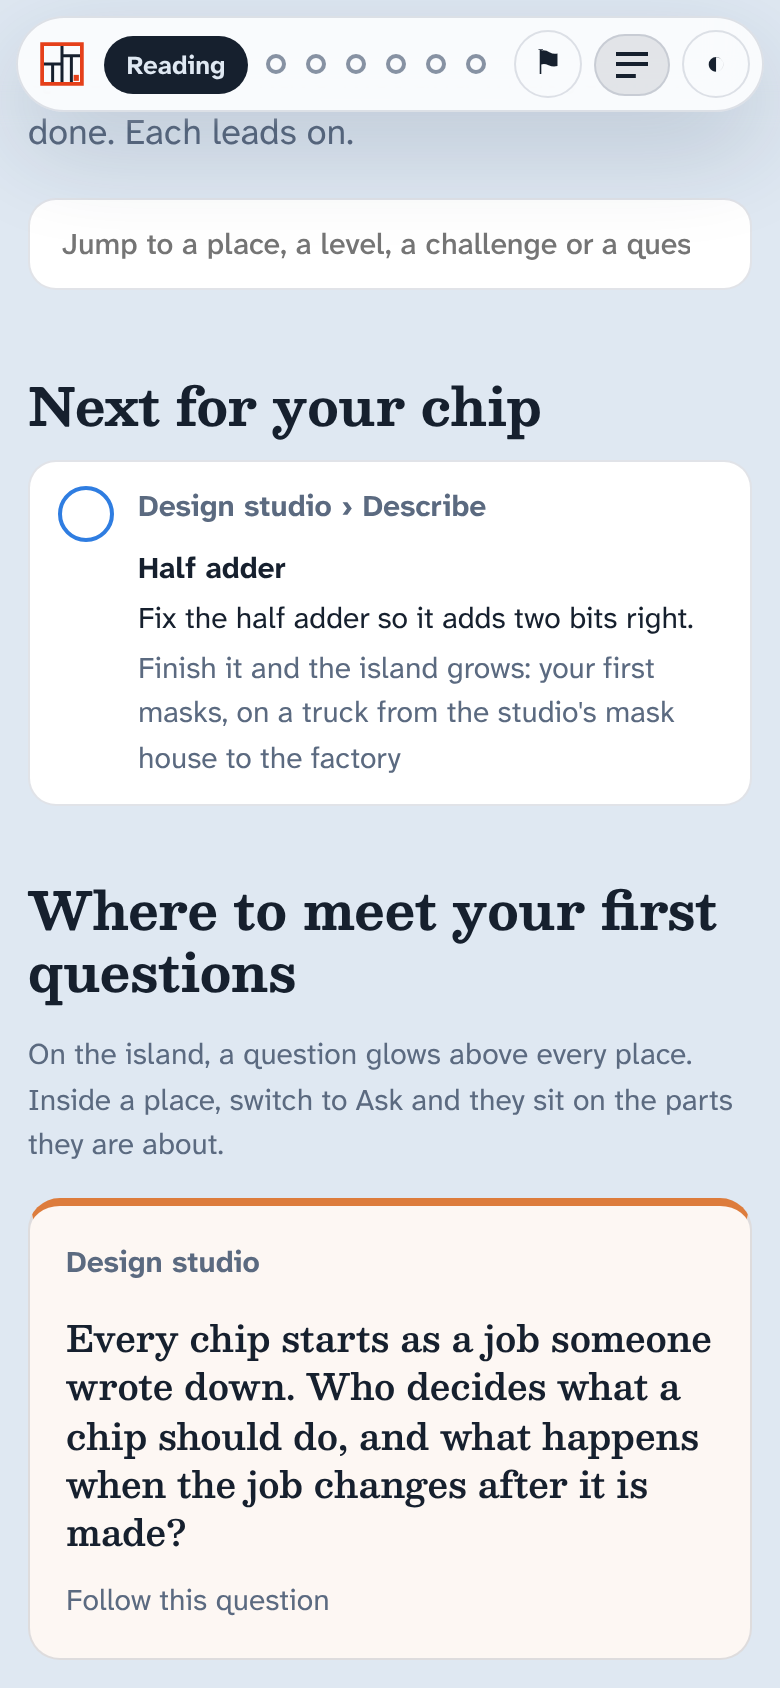 Reading
done. Each leads on.
Jump to a place, a level, a challenge or a ques
Next for your chip
Design studio › Describe
Half adder
Fix the half adder so it adds two bits right.
Finish it and the island grows: your first
masks, on a truck from the studio's mask
house to the factory
Where to meet your first
questions
On the island, a question glows above every place.
Inside a place, switch to Ask and they sit on the parts
they are about.
Design studio
Every chip starts as a job someone
wrote down. Who decides what a
chip should do, and what happens
when the job changes after it is
made?
Follow this question